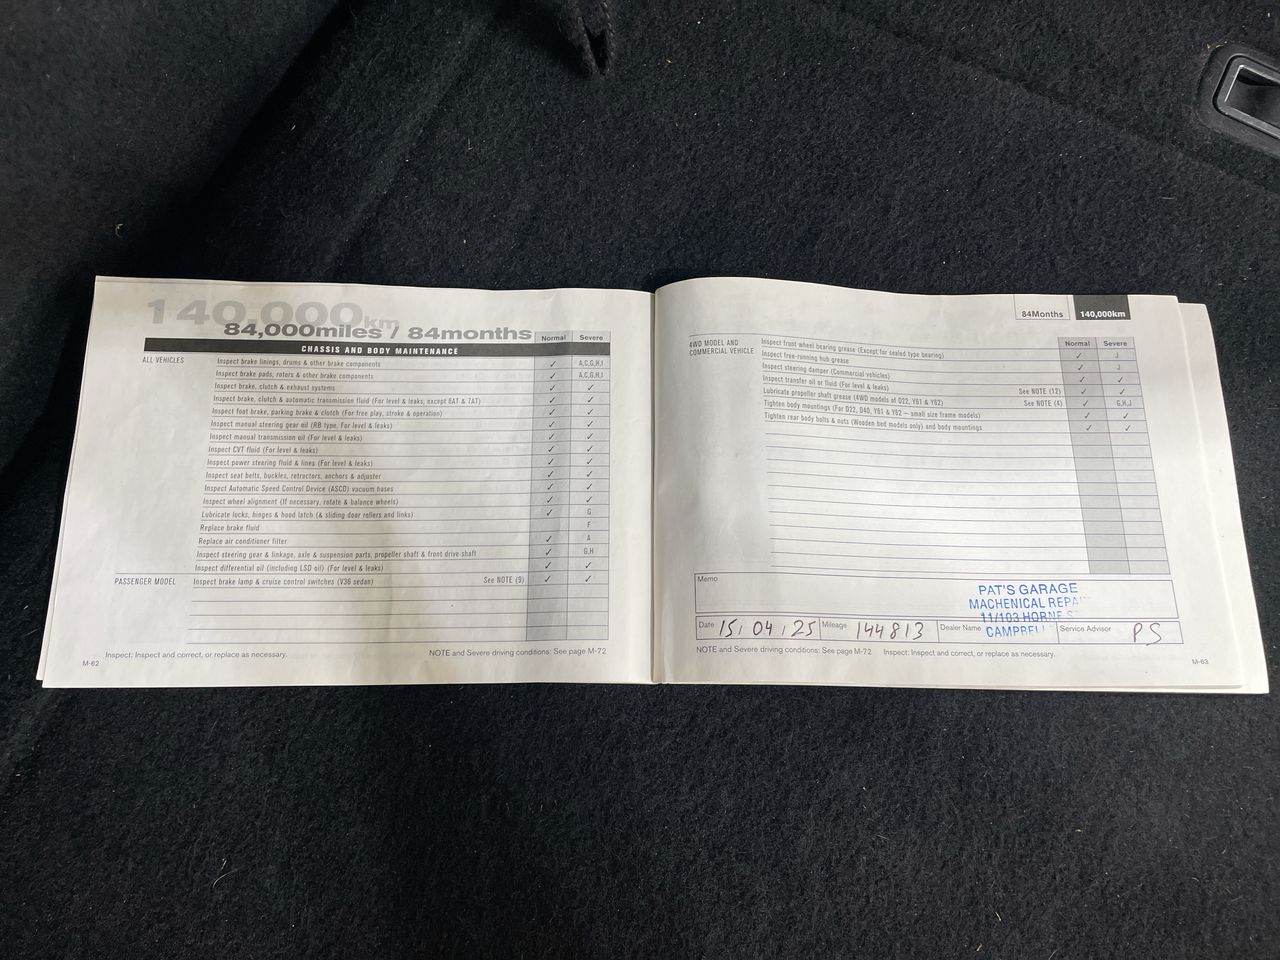 140,000km
84,000miles / 84months
Normal
Severe
CHASSIS AND BODY MAINTENANCE
ALL VEHICLES
Inspect brake linings, drums & other brake components ✓ A,C,G,H,I
Inspect brake pads, rotors & other brake components ✓ A,C,G,H,I
Inspect brake, clutch & exhaust systems ✓ ✓
Inspect brake, clutch & automatic transmission fluid (For level & leaks, except 6AT & 7AT) ✓ ✓
Inspect foot brake, parking brake & clutch (For free play, stroke & operation) ✓ ✓
Inspect manual steering gear oil (RB type, For level & leaks) ✓ ✓
Inspect manual transmission oil (For level & leaks) ✓ ✓
Inspect CVT fluid (For level & leaks) ✓ ✓
Inspect power steering fluid & lines (For level & leaks) ✓ ✓
Inspect seat belts, buckles, retractors, anchors & adjuster ✓ ✓
Inspect Automatic Speed Control Device (ASCD) vacuum hoses ✓ ✓
Inspect wheel alignment (If necessary, rotate & balance wheels) ✓ ✓
Lubricate locks, hinges & hood latch (& sliding door rollers and links) ✓ G
Replace brake fluid F
Replace air conditioner filter ✓ A
Inspect steering gear & linkage, axle & suspension parts, propeller shaft & front drive shaft ✓ G,H
Inspect differential oil (including LSD oil) (For level & leaks) ✓ ✓
PASSENGER MODEL Inspect brake lamp & cruise control switches (V36 sedan) See NOTE (9) ✓ ✓
Inspect: Inspect and correct, or replace as necessary. NOTE and Severe driving conditions: See page M-72
M-62
84Months 140,000km
Normal Severe
4WD MODEL AND COMMERCIAL VEHICLE
Inspect front wheel bearing grease (Except for sealed type bearing) ✓ J
Inspect free-running hub grease ✓ J
Inspect steering damper (Commercial vehicles) ✓ ✓
Inspect transfer oil or fluid (For level & leaks) See NOTE (12) ✓ ✓
Lubricate propeller shaft grease (4WD models of D22, Y61 & Y62) See NOTE (4) ✓ G,H,J
Tighten body mountings (For D22, D40, Y61 & Y62 – small size frame models) ✓ ✓
Tighten rear body bolts & nuts (Wooden bed models only) and body mountings ✓ ✓
Memo
PAT'S GARAGE
MACHENICAL
11/103 HORNE
Date 15, 04, 25 Mileage 144813 Dealer Name Service Advisor PS
NOTE and Severe driving conditions: See page M-72 Inspect: Inspect and correct, or replace as necessary.
M-63